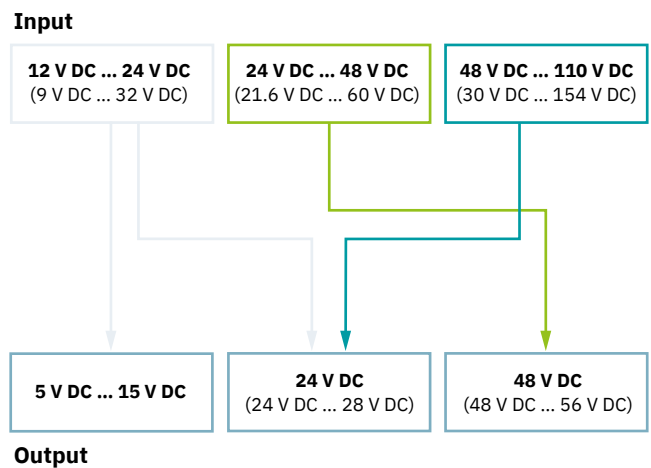 Input
12 V DC ... 24 V DC
(9 V DC ... 32 V DC)
24 V DC ... 48 V DC
(21.6 V DC ... 60 V DC)
48 V DC ... 110 V DC
(30 V DC ... 154 V DC)
5 V DC ... 15 V DC
24 V DC
(24 V DC ... 28 V DC)
48 V DC
(48 V DC ... 56 V DC)
Output